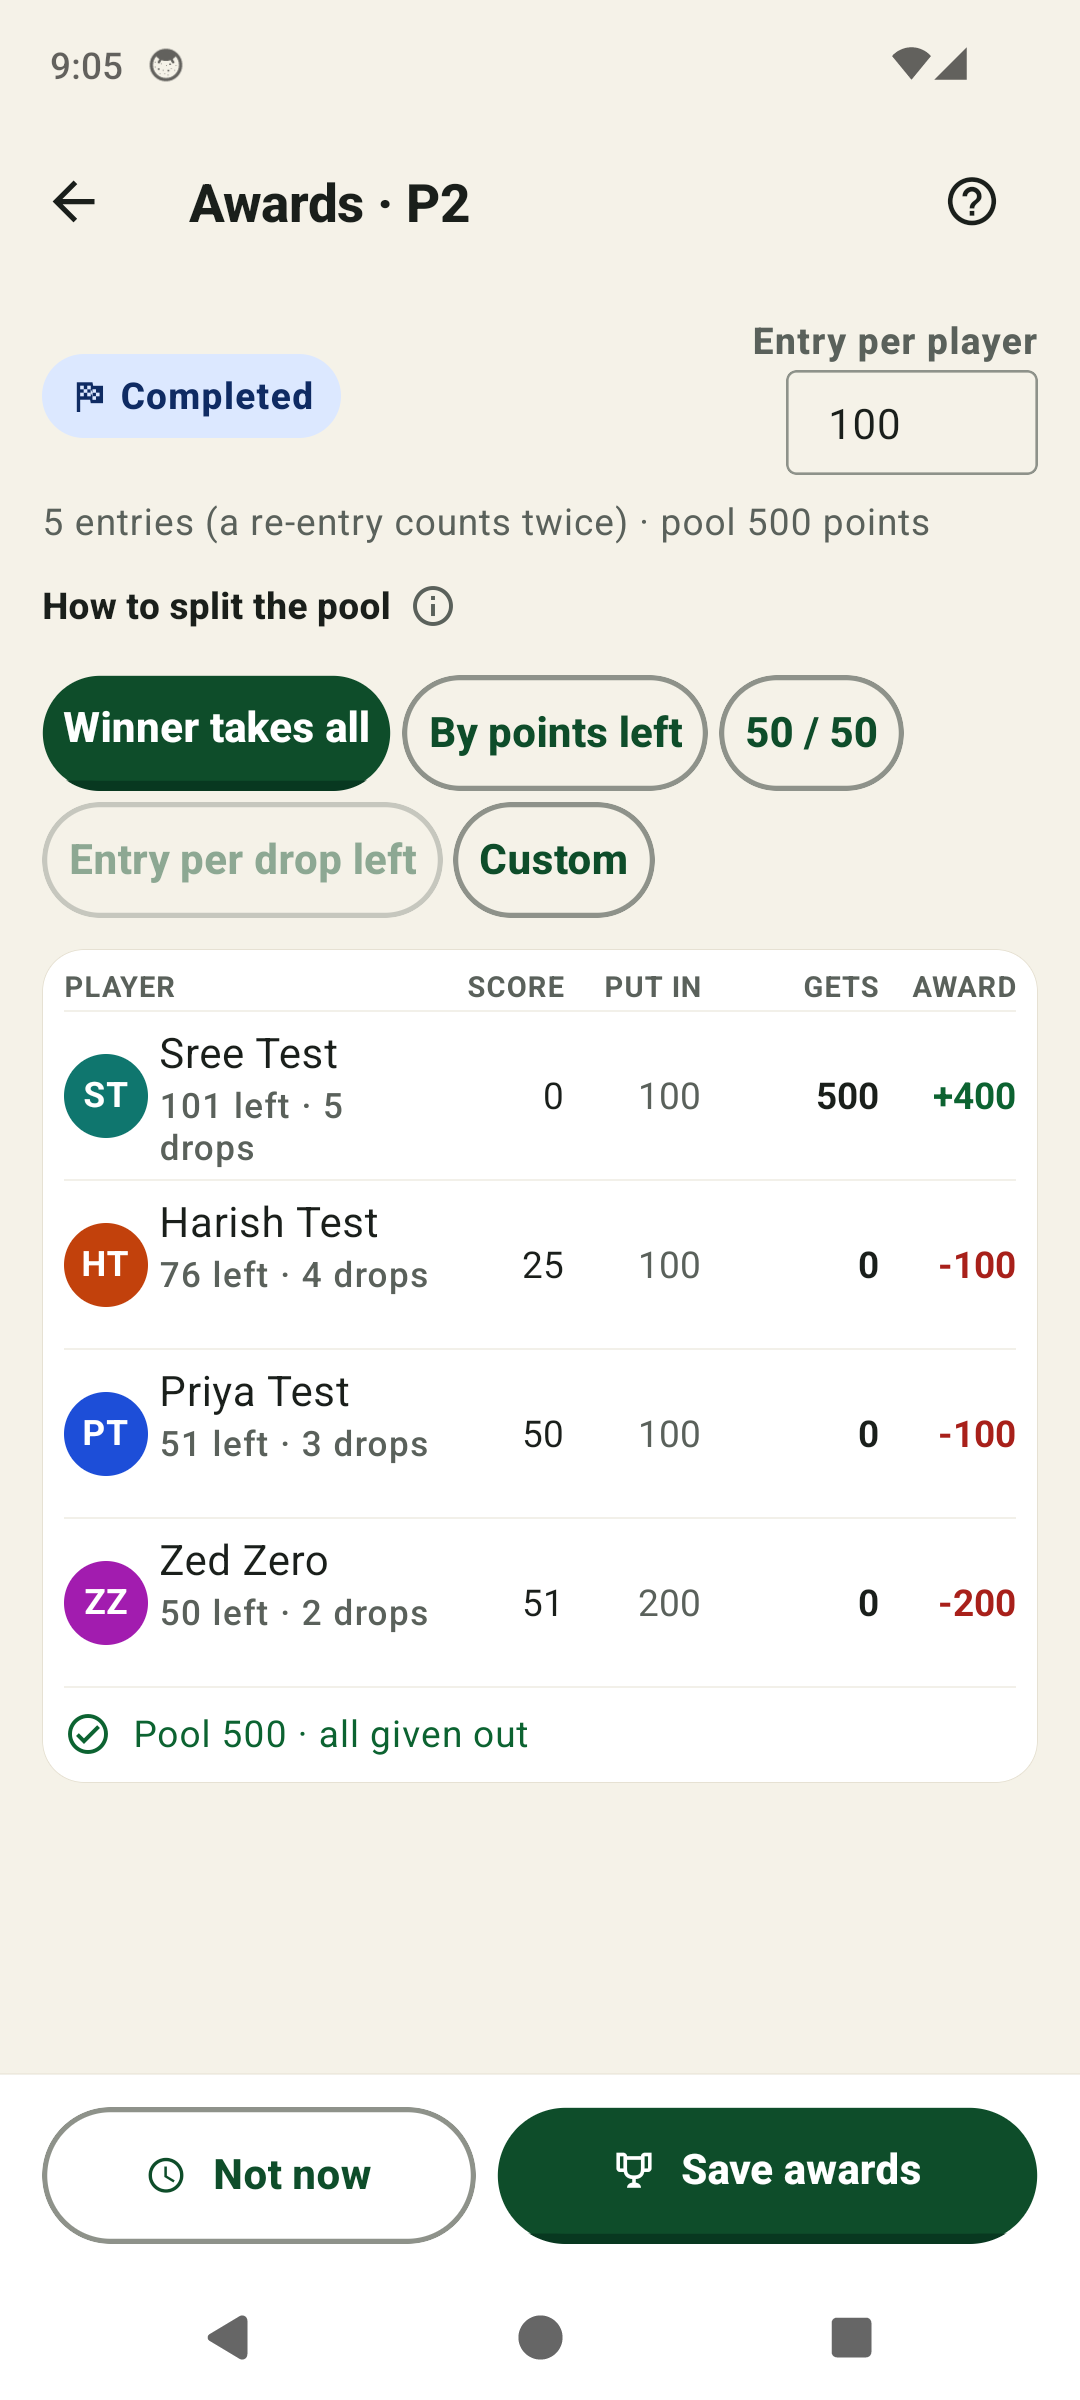 9:05
Awards · P2
Entry per player
Completed
100
5 entries (a re-entry counts twice) · pool 500 points
How to split the pool
Winner takes all
By points left
50 / 50
Entry per drop left
Custom
PLAYER SCORE PUT IN GETS AWARD
ST
Sree Test
101 left · 5
drops
0 100 500 +400
HT
Harish Test
76 left · 4 drops
25 100 0 -100
PT
Priya Test
51 left · 3 drops
50 100 0 -100
ZZ
Zed Zero
50 left · 2 drops
51 200 0 -200
Pool 500 · all given out
Not now
Save awards